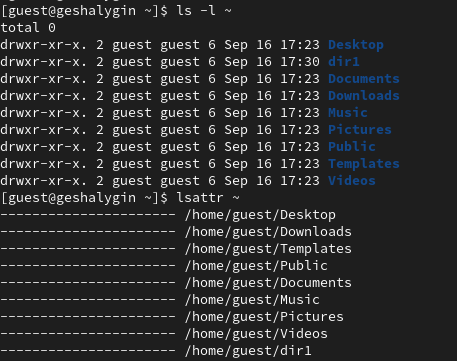 [guest@geshalygin ~]$ ls -l ~
total 0
drwxr-xr-x. 2 guest guest 6 Sep 16 17:23 Desktop
drwxr-xr-x. 2 guest guest 6 Sep 16 17:30 dir1
drwxr-xr-x. 2 guest guest 6 Sep 16 17:23 Documents
drwxr-xr-x. 2 guest guest 6 Sep 16 17:23 Downloads
drwxr-xr-x. 2 guest guest 6 Sep 16 17:23 Music
drwxr-xr-x. 2 guest guest 6 Sep 16 17:23 Pictures
drwxr-xr-x. 2 guest guest 6 Sep 16 17:23 Public
drwxr-xr-x. 2 guest guest 6 Sep 16 17:23 Templates
drwxr-xr-x. 2 guest guest 6 Sep 16 17:23 Videos
[guest@geshalygin ~]$ lsattr ~
---------------------- /home/guest/Desktop
---------------------- /home/guest/Downloads
---------------------- /home/guest/Templates
---------------------- /home/guest/Public
---------------------- /home/guest/Documents
---------------------- /home/guest/Music
---------------------- /home/guest/Pictures
---------------------- /home/guest/Videos
---------------------- /home/guest/dir1